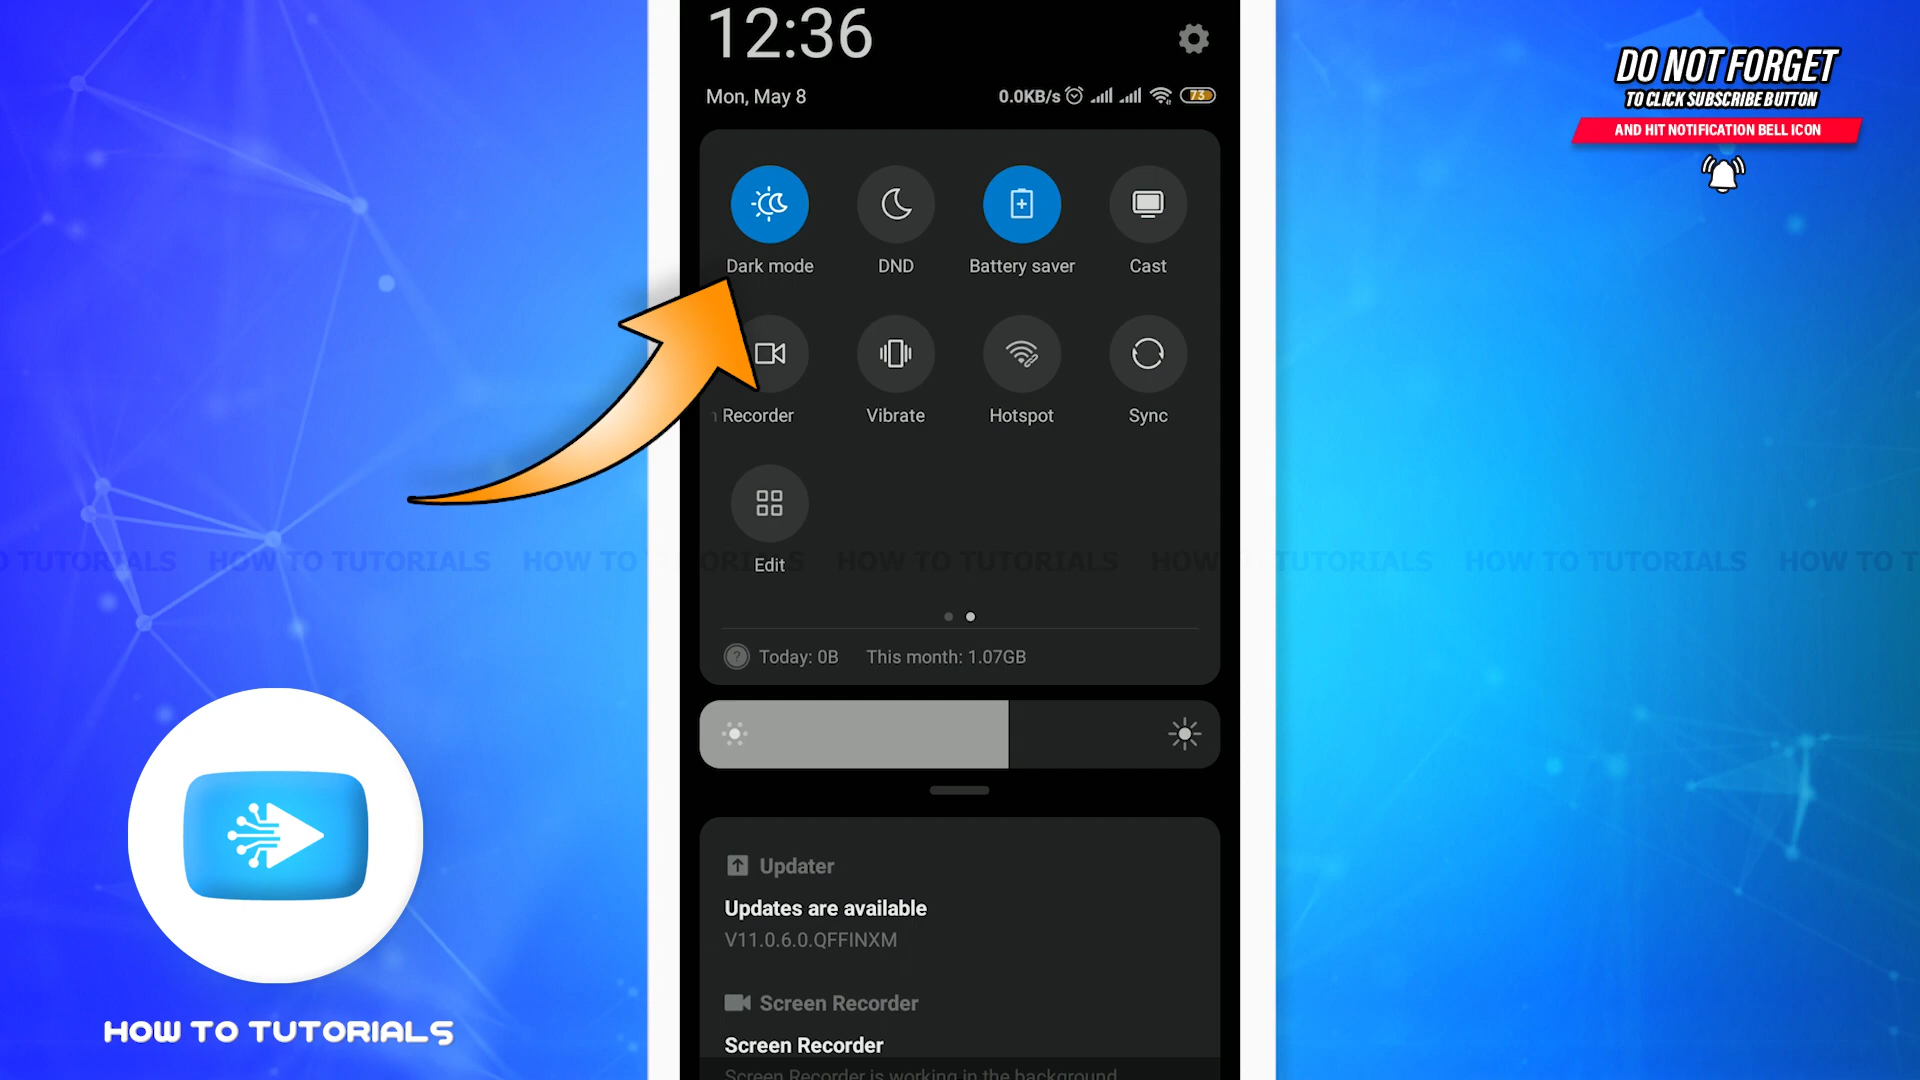 12:36
Mon, May 8
0.0KB/s
73
DO NOT FORGET
TO CLICK SUBSCRIBE BUTTON
AND HIT NOTIFICATION BELL ICON
Dark mode
DND
Battery saver
Cast
Recorder
Vibrate
Hotspot
Sync
Edit
TUTORIALS HOW TO TUTORIALS HOW TO TUTORIALS HOW TO TUTORIALS HOW TO TUTORIALS HOW TO TUTORIALS HOW TO T
Today: 0B This month: 1.07GB
Updater
Updates are available
V11.0.6.0.QFFINXM
Screen Recorder
Screen Recorder
Screen Recorder is working in the background
HOW TO TUTORIALS